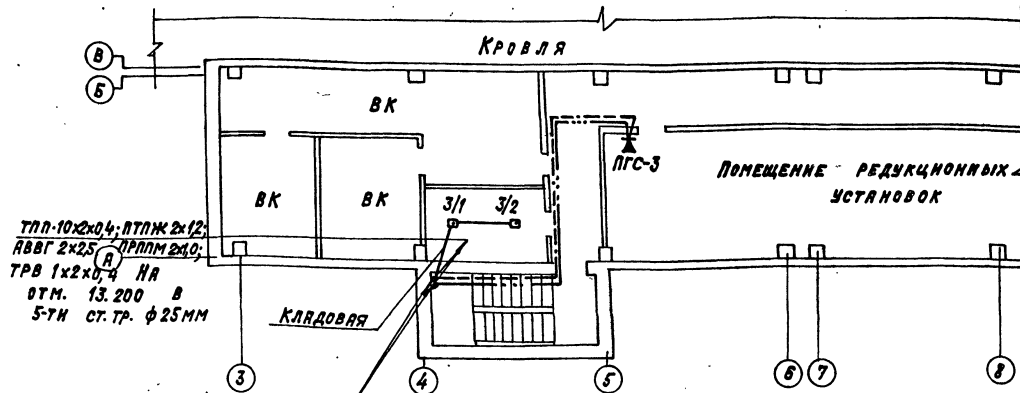 КРОВЛЯ
В
Б
ВК
ПГС-3
ПОМЕЩЕНИЕ РЕДУКЦИОННЫХ
УСТАНОВОК
ВК
ВК
3/1
3/2
ТПП-10х2х0,4; ПТПЖ 2х1,2;
АВВГ 2х2,5 ПРППМ 2х1,0;
А
ТРВ 1х2х0,4 НА
ОТМ. 13.200 В
5-ТИ СТ. ТР. ф 25 ММ
КЛАДОВАЯ
3
4
5
6
7
8